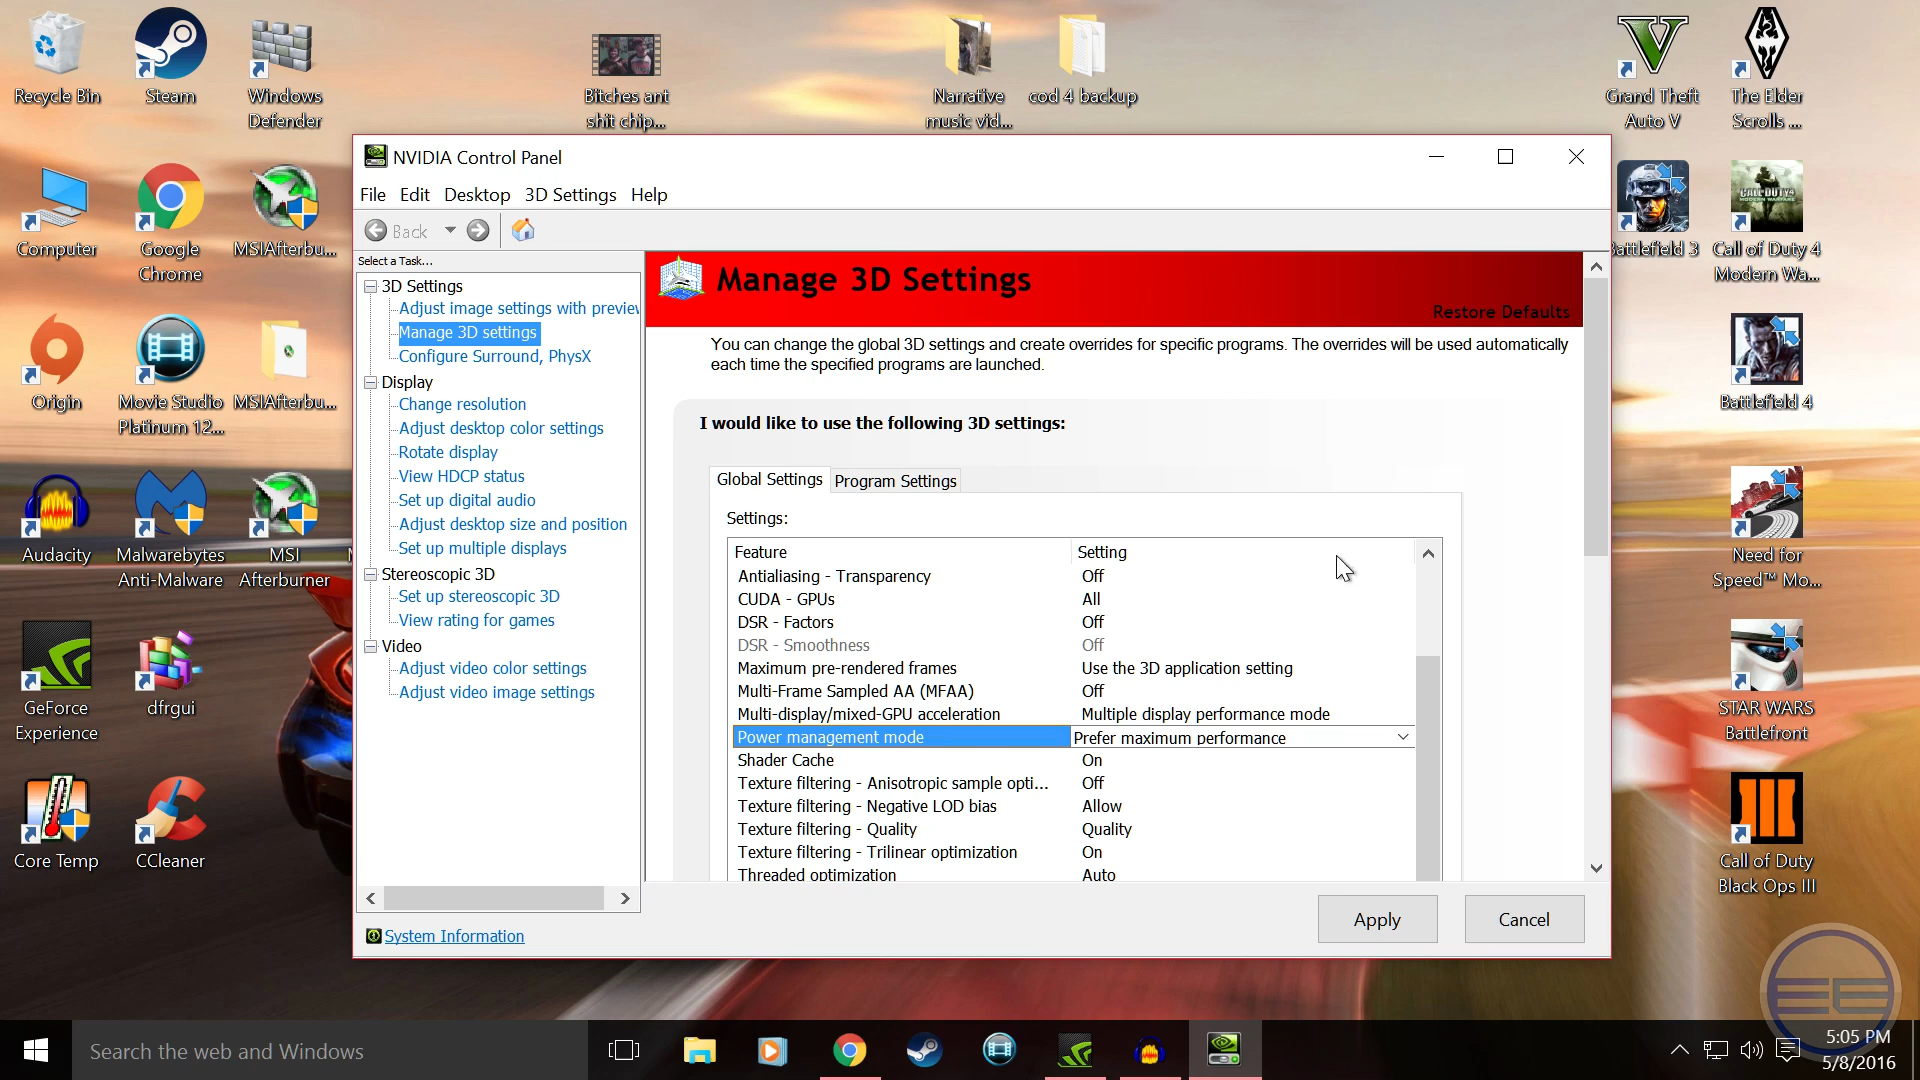 Recycle Bin
Steam
Windows
Defender
Bitches ant
shit chip...
Narrative
music vid...
cod 4 backup
Grand Theft
Auto V
The Elder
Scrolls ...
Computer
Google
Chrome
MSIAfterbu...
Battlefield 3
CALL OF DUTY 4
MODERN WARFARE
Call of Duty 4
Modern Wa...
Origin
Movie Studio
Platinum 12...
MSIAfterbu...
Battlefield 4
Audacity
Malwarebytes
Anti-Malware
MSI
Afterburner
Need for
Speed™ Mo...
GeForce
Experience
dfrgui
STAR WARS
Battlefront
Core Temp
CCleaner
Call of Duty
Black Ops III
NVIDIA Control Panel
File Edit Desktop 3D Settings Help
Back
Select a Task...
3D Settings
Adjust image settings with preview
Manage 3D settings
Configure Surround, PhysX
Display
Change resolution
Adjust desktop color settings
Rotate display
View HDCP status
Set up digital audio
Adjust desktop size and position
Set up multiple displays
Stereoscopic 3D
Set up stereoscopic 3D
View rating for games
Video
Adjust video color settings
Adjust video image settings
System Information
Manage 3D Settings
Restore Defaults
You can change the global 3D settings and create overrides for specific programs. The overrides will be used automatically
each time the specified programs are launched.
I would like to use the following 3D settings:
Global Settings Program Settings
Settings:
Feature Setting
Antialiasing - Transparency Off
CUDA - GPUs All
DSR - Factors Off
DSR - Smoothness Off
Maximum pre-rendered frames Use the 3D application setting
Multi-Frame Sampled AA (MFAA) Off
Multi-display/mixed-GPU acceleration Multiple display performance mode
Power management mode Prefer maximum performance
Shader Cache On
Texture filtering - Anisotropic sample opti... Off
Texture filtering - Negative LOD bias Allow
Texture filtering - Quality Quality
Texture filtering - Trilinear optimization On
Threaded optimization Auto
Apply Cancel
Search the web and Windows
5:05 PM
5/8/2016